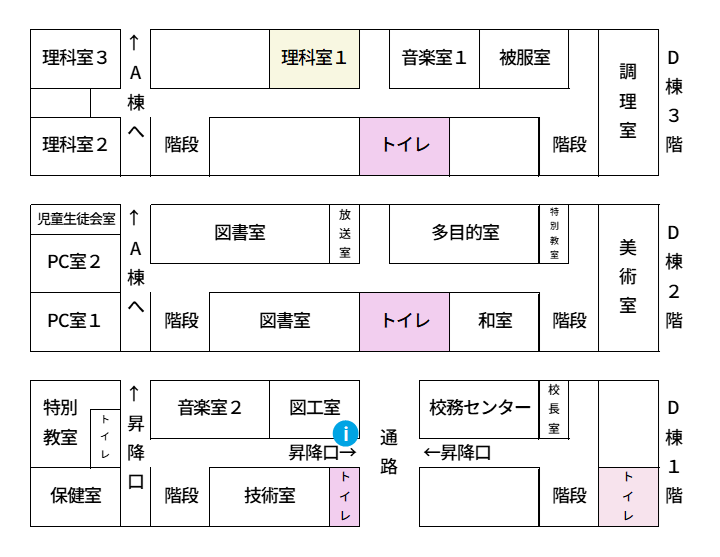 理科室３
↑A棟へ
理科室１
音楽室１
被服室
調理室
D棟３階
理科室２
階段
トイレ
階段
児童生徒会室
↑A棟へ
図書室
放送室
多目的室
特別教室
美術室
D棟２階
PC室２
PC室１
階段
図書室
トイレ
和室
階段
特別
教室
トイレ
↑昇降口
音楽室２
図工室
i
通路
校務センター
校長室
D棟１階
昇降口→
←昇降口
保健室
階段
技術室
トイレ
階段
トイレ